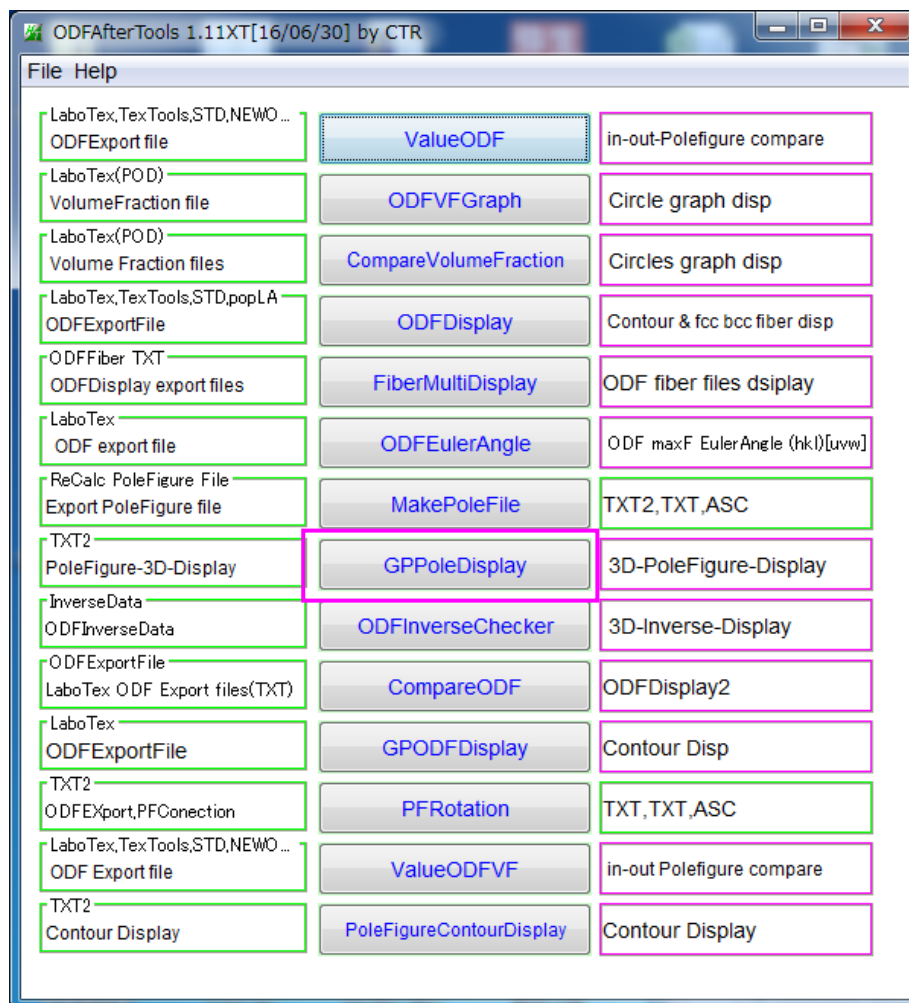 ODFAfterTools 1.11XT[16/06/30] by CTR
File Help
LaboTex,TexTools,STD,NEWO...
ODFExport file
ValueODF
in-out-Polefigure compare
LaboTex(POD)
VolumeFraction file
ODFVFGraph
Circle graph disp
LaboTex(POD)
Volume Fraction files
CompareVolumeFraction
Circles graph disp
LaboTex,TexTools,STD,popLA
ODFExportFile
ODFDisplay
Contour & fcc bcc fiber disp
ODFFiber TXT
ODFDisplay export files
FiberMultiDisplay
ODF fiber files dsiplay
LaboTex
ODF export file
ODFEulerAngle
ODF maxF EulerAngle (hkl)[uvw]
ReCalc PoleFigure File
Export PoleFigure file
MakePoleFile
TXT2,TXT,ASC
TXT2
PoleFigure-3D-Display
GPPoleDisplay
3D-PoleFigure-Display
InverseData
ODFInverseData
ODFInverseChecker
3D-Inverse-Display
ODFExportFile
LaboTex ODF Export files(TXT)
CompareODF
ODFDisplay2
LaboTex
ODFExportFile
GPODFDisplay
Contour Disp
TXT2
ODFEXport,PFConection
PFRotation
TXT,TXT,ASC
LaboTex,TexTools,STD,NEWO...
ODF Export file
ValueODFVF
in-out Polefigure compare
TXT2
Contour Display
PoleFigureContourDisplay
Contour Display